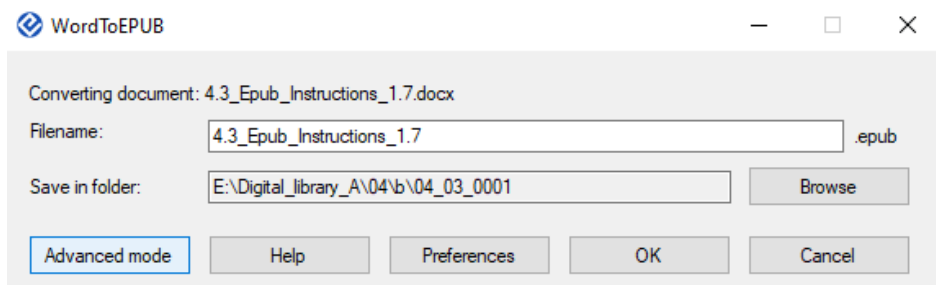 WordToEPUB
Converting document: 4.3_Epub_Instructions_1.7.docx
Filename: 4.3_Epub_Instructions_1.7 .epub
Save in folder: E:\Digital_library_A\04\b\04_03_0001 Browse
Advanced mode Help Preferences OK Cancel